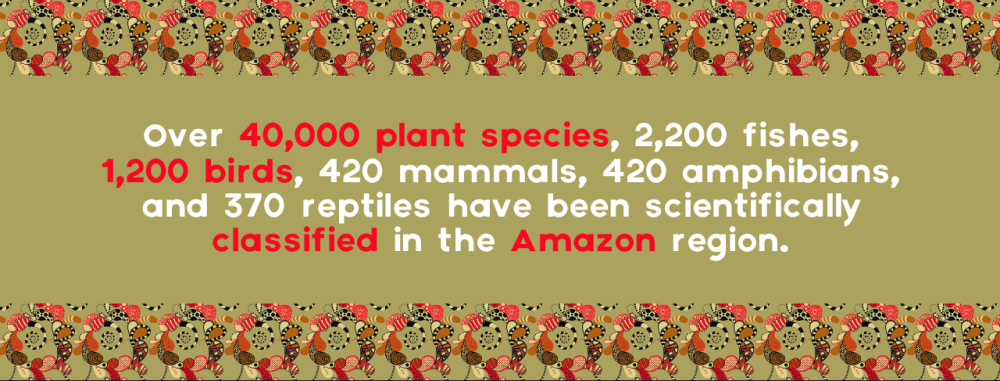 Over 40,000 plant species, 2,200 fishes,
1,200 birds, 420 mammals, 420 amphibians,
and 370 reptiles have been scientifically
classified in the Amazon region.